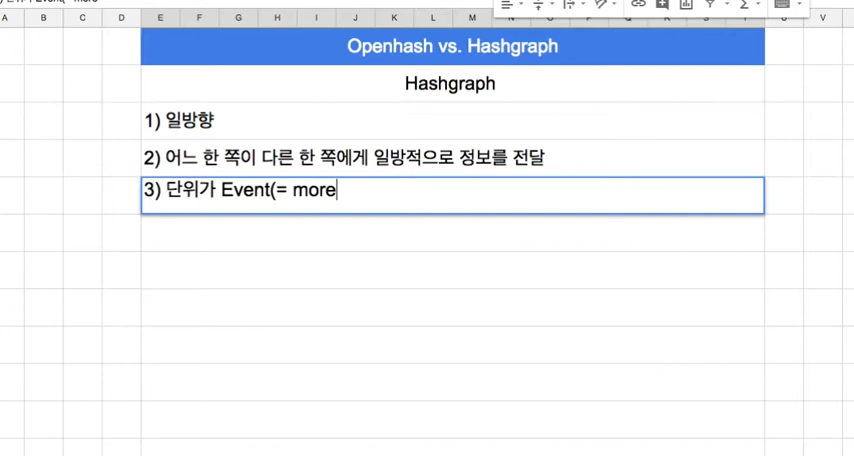 A B C D E F G H I J K L M N O P Q R S T U V
Openhash vs. Hashgraph
Hashgraph
1) 일방향
2) 어느 한 쪽이 다른 한 쪽에게 일방적으로 정보를 전달
3) 단위가 Event(= more